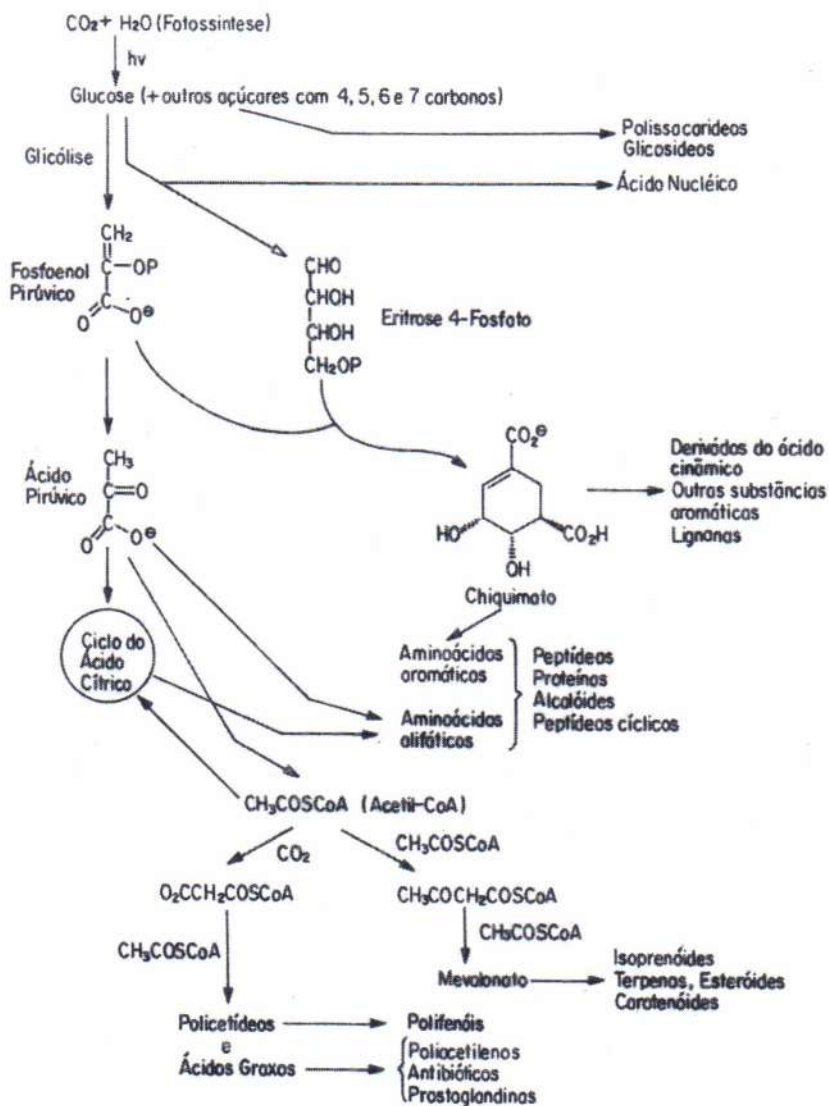 CO₂ + H₂O (Fotossintese)
hv
Glucose (+ outros açúcares com 4, 5, 6 e 7 carbonos)
Polissacarideos
Glicosideos
Glicólise
Ácido Nucléico
CH₂
C–OP
C
O O⊖
Fosfoenol
Pirúvico
CHO
CHOH
CHOH
CH₂OP
Eritrose 4-Fosfato
CH₃
C=O
C
O O⊖
Ácido
Pirúvico
CO₂⊖
HO
OH
CO₂H
Chiquimato
Derivados do ácido
cinâmico
Outras substâncias
aromáticas
Lignanas
Ciclo do
Ácido
Cítrico
Aminoácidos
aromáticos
Aminoácidos
alifáticos
Peptídeos
Proteínas
Alcalóides
Peptídeos cíclicos
CH₃COSCoA (Acetil-CoA)
CO₂
CH₃COSCoA
O₂CCH₂COSCoA
CH₃COCH₂COSCoA
CH₃COSCoA
CH₃COSCoA
Mevalonato
Isoprenóides
Terpenos, Esteróides
Carotenóides
Policetídeos
e
Ácidos Graxos
Polifenóis
Poliacetilenos
Antibióticos
Prostaglandinas